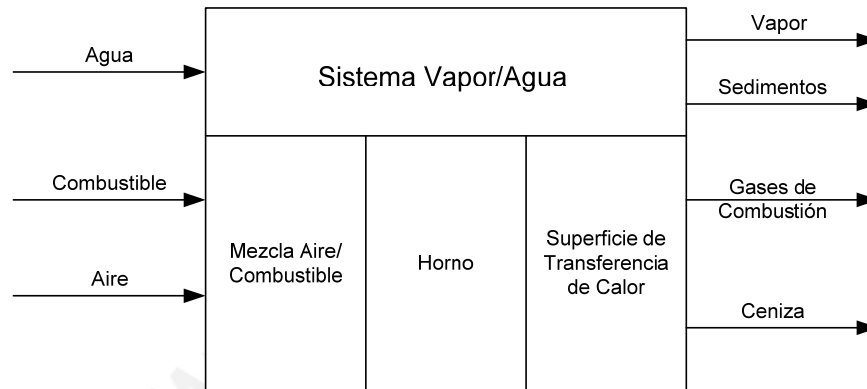 Agua
Combustible
Aire
Sistema Vapor/Agua
Mezcla Aire/
Combustible
Horno
Superficie de
Transferencia
de Calor
Vapor
Sedimentos
Gases de
Combustión
Ceniza